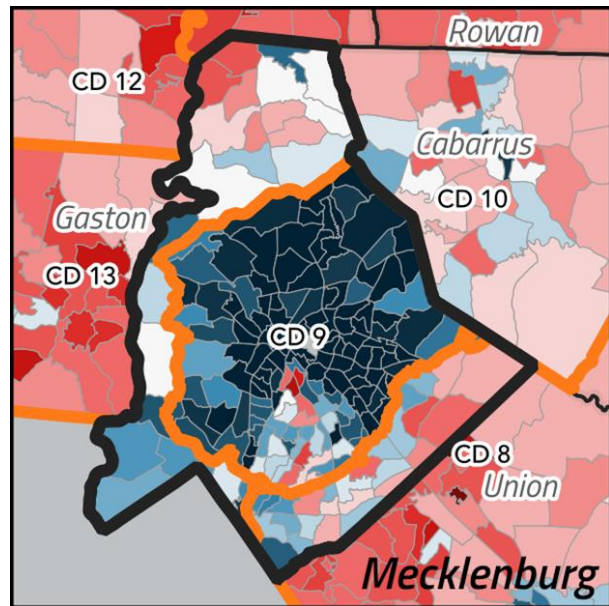 Rowan
CD 12
Cabarrus
CD 10
Gaston
CD 13
CD 9
CD 8
Union
Mecklenburg